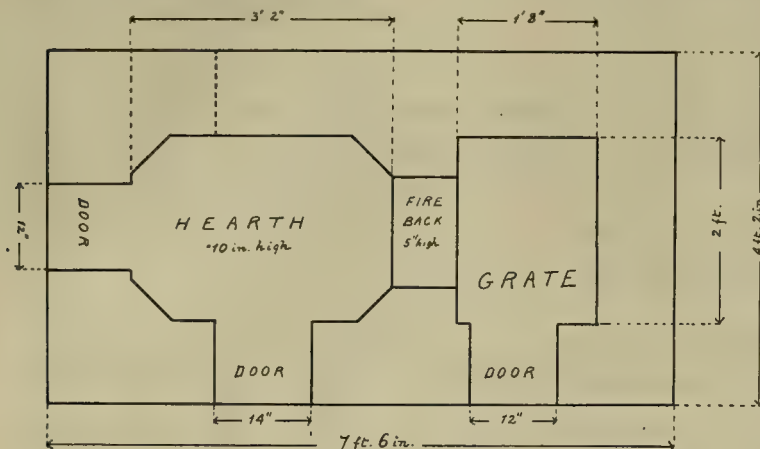 3' 2"
1' 8"
12"
DOOR
HEARTH
10 in. high
FIRE
BACK
5" high
GRATE
2 ft.
4 ft. 2 in.
DOOR
DOOR
14"
12"
7 ft. 6 in.